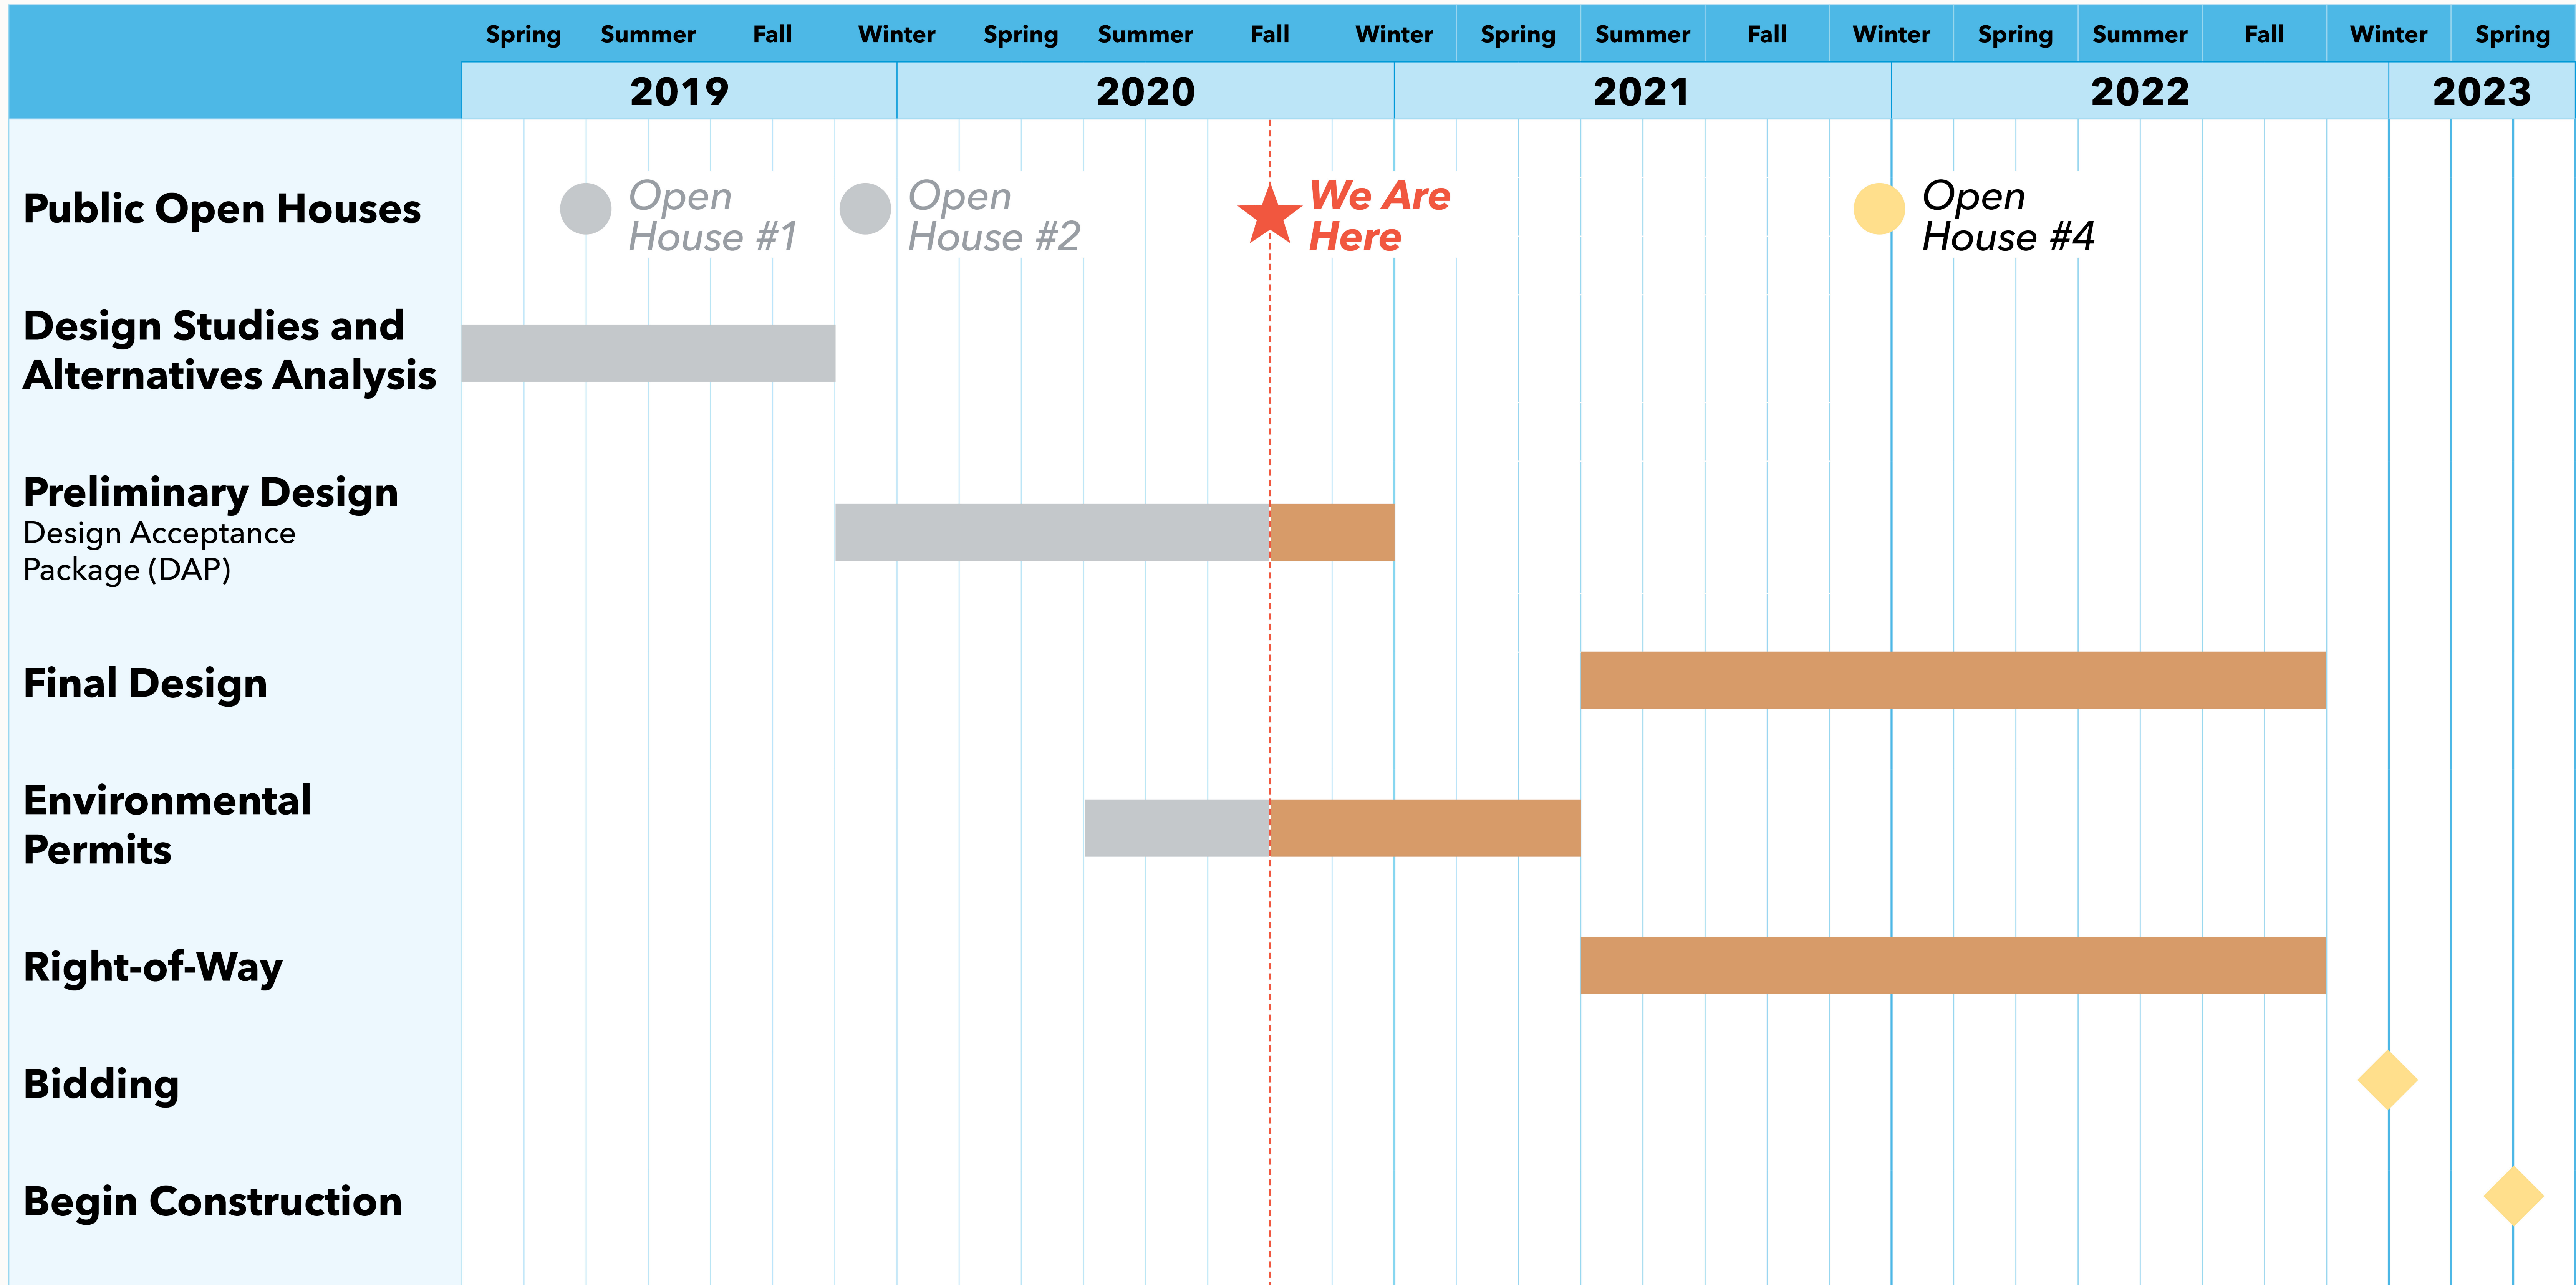 Spring Summer Fall Winter Spring Summer Fall Winter Spring Summer Fall Winter Spring Summer Fall Winter Spring
2019 2020 2021 2022 2023
Public Open Houses
Open
House #1
Open
House #2
We Are
Here
Open
House #4
Design Studies and
Alternatives Analysis
Preliminary Design
Design Acceptance
Package (DAP)
Final Design
Environmental
Permits
Right-of-Way
Bidding
Begin Construction